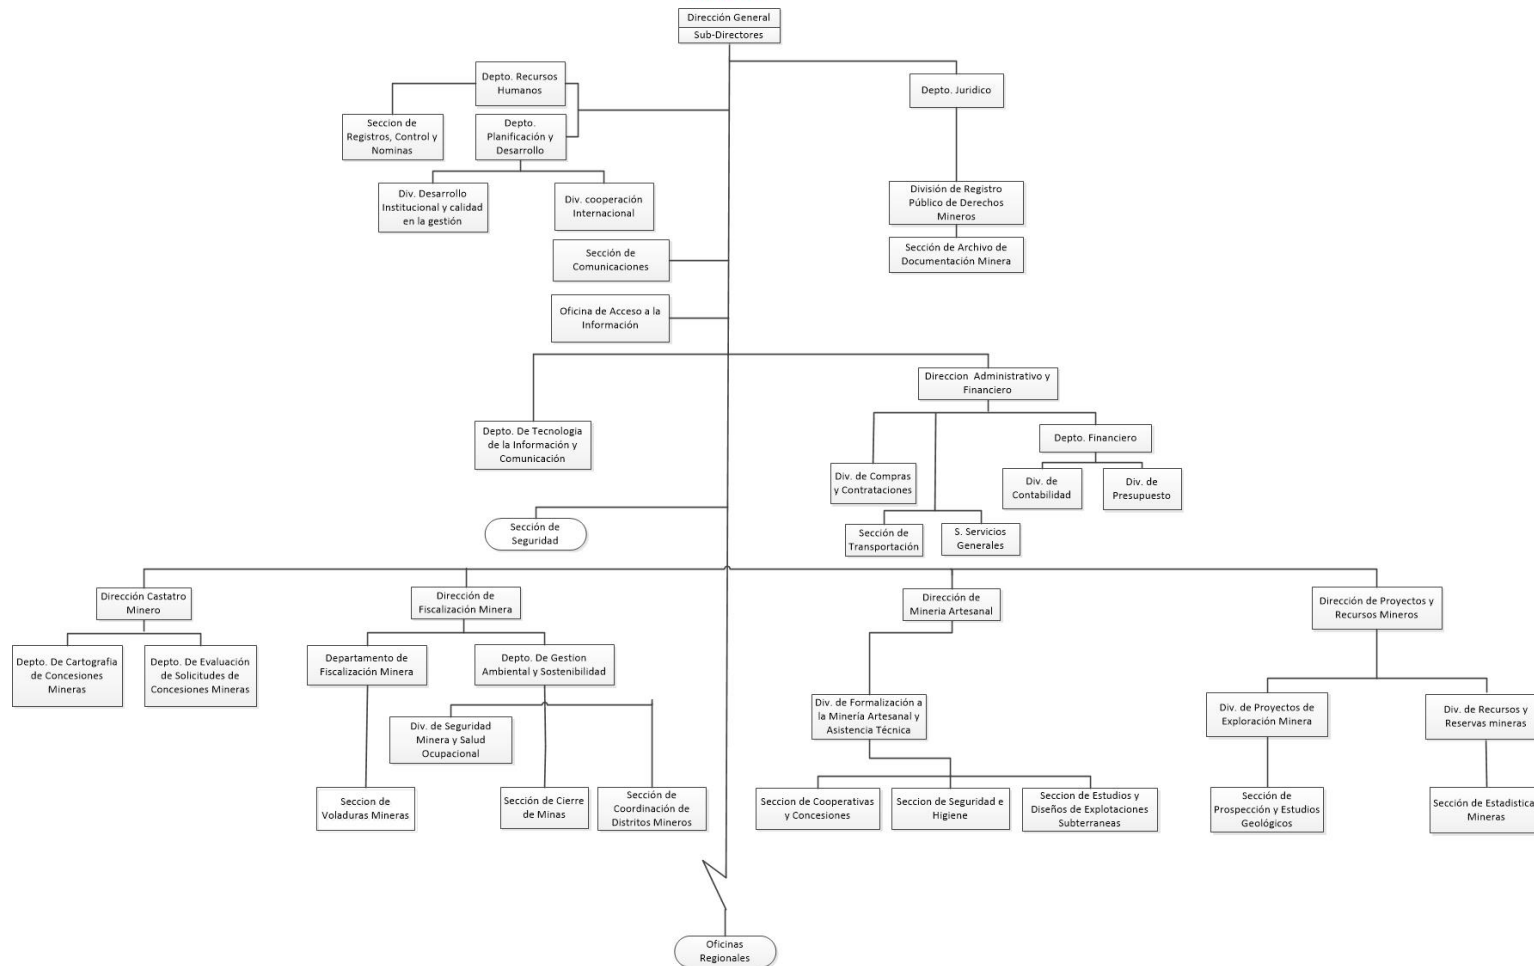 Dirección General
Sub-Directores
Depto. Recursos
Humanos
Depto. Juridico
Seccion de
Registros, Control y
Nominas
Depto.
Planificación y
Desarrollo
Div. Desarrollo
Institucional y calidad
en la gestión
Div. cooperación
Internacional
División de Registro
Público de Derechos
Mineros
Sección de
Comunicaciones
Sección de Archivo de
Documentación Minera
Oficina de Acceso a la
Información
Direccion Administrativo y
Financiero
Depto. De Tecnologia
de la Información y
Comunicación
Depto. Financiero
Div. de Compras
y Contrataciones
Div. de
Contabilidad
Div. de
Presupuesto
Sección de
Seguridad
Sección de
Transportación
S. Servicios
Generales
Dirección Castatro
Minero
Dirección de
Fiscalización Minera
Dirección de
Mineria Artesanal
Dirección de Proyectos y
Recursos Mineros
Depto. De Cartografia
de Concesiones
Mineras
Depto. De Evaluación
de Solicitudes de
Concesiones Mineras
Departamento de
Fiscalización Minera
Depto. De Gestion
Ambiental y Sostenibilidad
Div. de Seguridad
Minera y Salud
Ocupacional
Div. de Formalización a
la Minería Artesanal y
Asistencia Técnica
Div. de Proyectos de
Exploración Minera
Div. de Recursos y
Reservas mineras
Seccion de
Voladuras Mineras
Sección de Cierre
de Minas
Sección de
Coordinación de
Distritos Mineros
Seccion de Cooperativas
y Concesiones
Seccion de Seguridad e
Higiene
Seccion de Estudios y
Diseños de Explotaciones
Subterraneas
Sección de
Prospección y Estudios
Geológicos
Sección de Estadistica
Mineras
Oficinas
Regionales